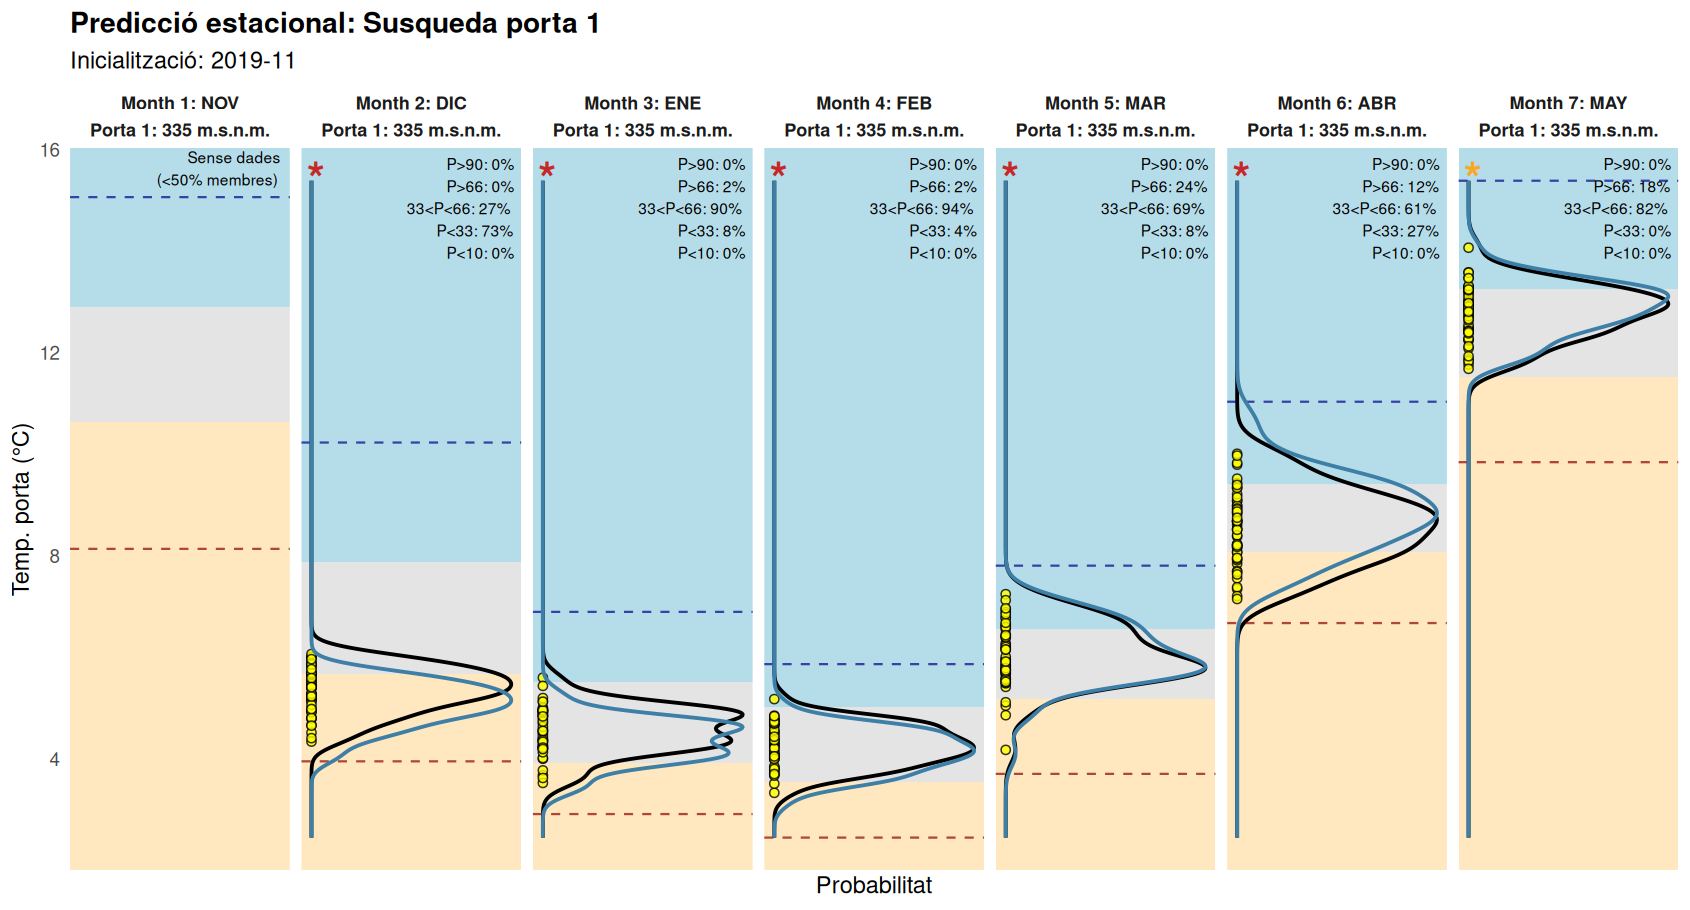 Predicció estacional: Susqueda porta 1
Inicialització: 2019-11
Month 1: NOV
Porta 1: 335 m.s.n.m.
Month 2: DIC
Porta 1: 335 m.s.n.m.
Month 3: ENE
Porta 1: 335 m.s.n.m.
Month 4: FEB
Porta 1: 335 m.s.n.m.
Month 5: MAR
Porta 1: 335 m.s.n.m.
Month 6: ABR
Porta 1: 335 m.s.n.m.
Month 7: MAY
Porta 1: 335 m.s.n.m.
Sense dades
(<50% membres)
*
P>90: 0%
P>66: 0%
33<P<66: 27%
P<33: 73%
P<10: 0%
*
P>90: 0%
P>66: 2%
33<P<66: 90%
P<33: 8%
P<10: 0%
*
P>90: 0%
P>66: 2%
33<P<66: 94%
P<33: 4%
P<10: 0%
*
P>90: 0%
P>66: 24%
33<P<66: 69%
P<33: 8%
P<10: 0%
*
P>90: 0%
P>66: 12%
33<P<66: 61%
P<33: 27%
P<10: 0%
*
P>90: 0%
P>66: 18%
33<P<66: 82%
P<33: 0%
P<10: 0%
16
12
8
4
Temp. porta (°C)
Probabilitat